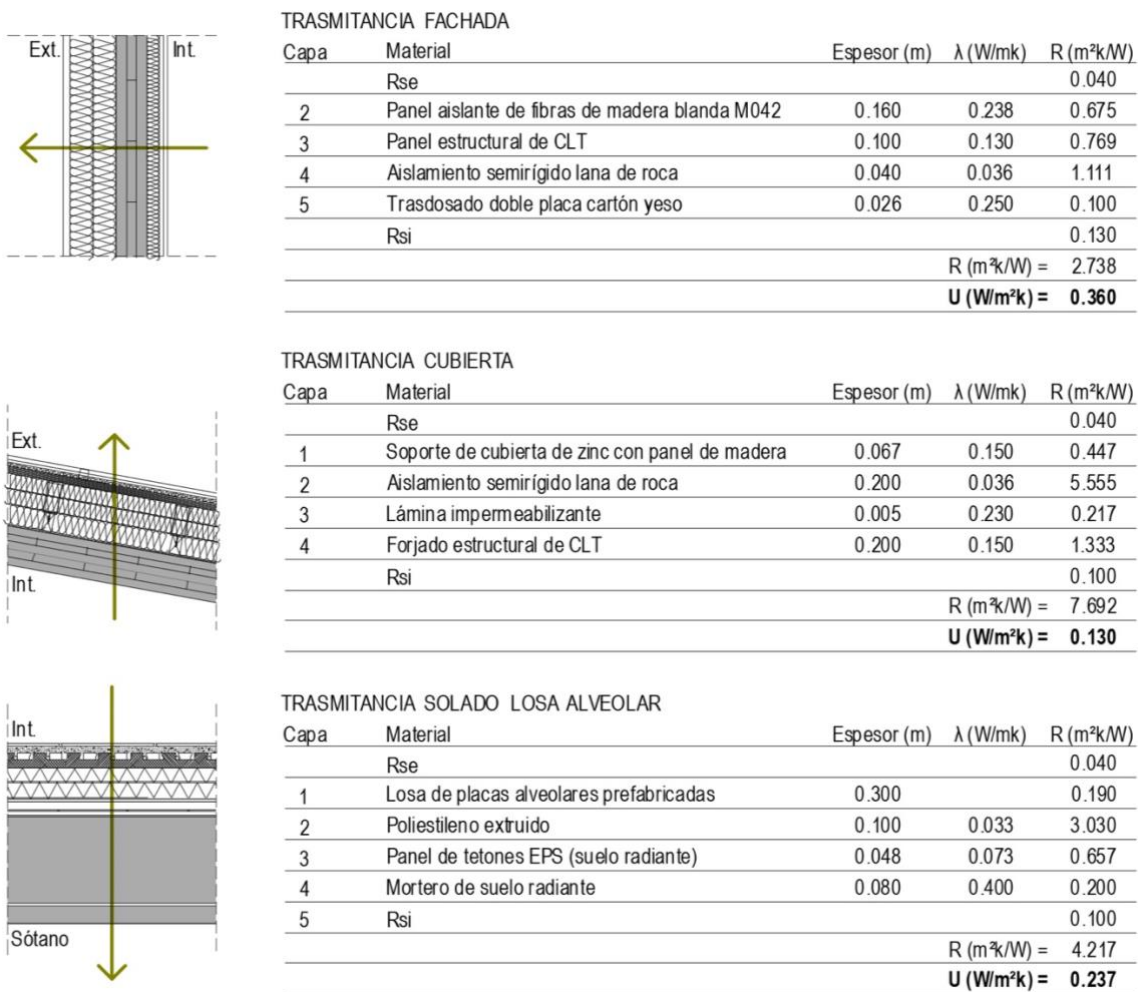 TRASMITANCIA FACHADA
Ext. Int.
Capa Material Espesor (m) λ (W/mk) R (m²k/W)
Rse 0.040
2 Panel aislante de fibras de madera blanda M042 0.160 0.238 0.675
3 Panel estructural de CLT 0.100 0.130 0.769
4 Aislamiento semirígido lana de roca 0.040 0.036 1.111
5 Trasdosado doble placa cartón yeso 0.026 0.250 0.100
Rsi 0.130
R (m²k/W) = 2.738
U (W/m²k) = 0.360
TRASMITANCIA CUBIERTA
Capa Material Espesor (m) λ (W/mk) R (m²k/W)
Rse 0.040
Ext.
1 Soporte de cubierta de zinc con panel de madera 0.067 0.150 0.447
2 Aislamiento semirígido lana de roca 0.200 0.036 5.555
3 Lámina impermeabilizante 0.005 0.230 0.217
4 Forjado estructural de CLT 0.200 0.150 1.333
Int.
Rsi 0.100
R (m²k/W) = 7.692
U (W/m²k) = 0.130
TRASMITANCIA SOLADO LOSA ALVEOLAR
Int.
Capa Material Espesor (m) λ (W/mk) R (m²k/W)
Rse 0.040
1 Losa de placas alveolares prefabricadas 0.300 0.190
2 Poliestileno extruido 0.100 0.033 3.030
3 Panel de tetones EPS (suelo radiante) 0.048 0.073 0.657
4 Mortero de suelo radiante 0.080 0.400 0.200
5 Rsi 0.100
Sótano
R (m²k/W) = 4.217
U (W/m²k) = 0.237